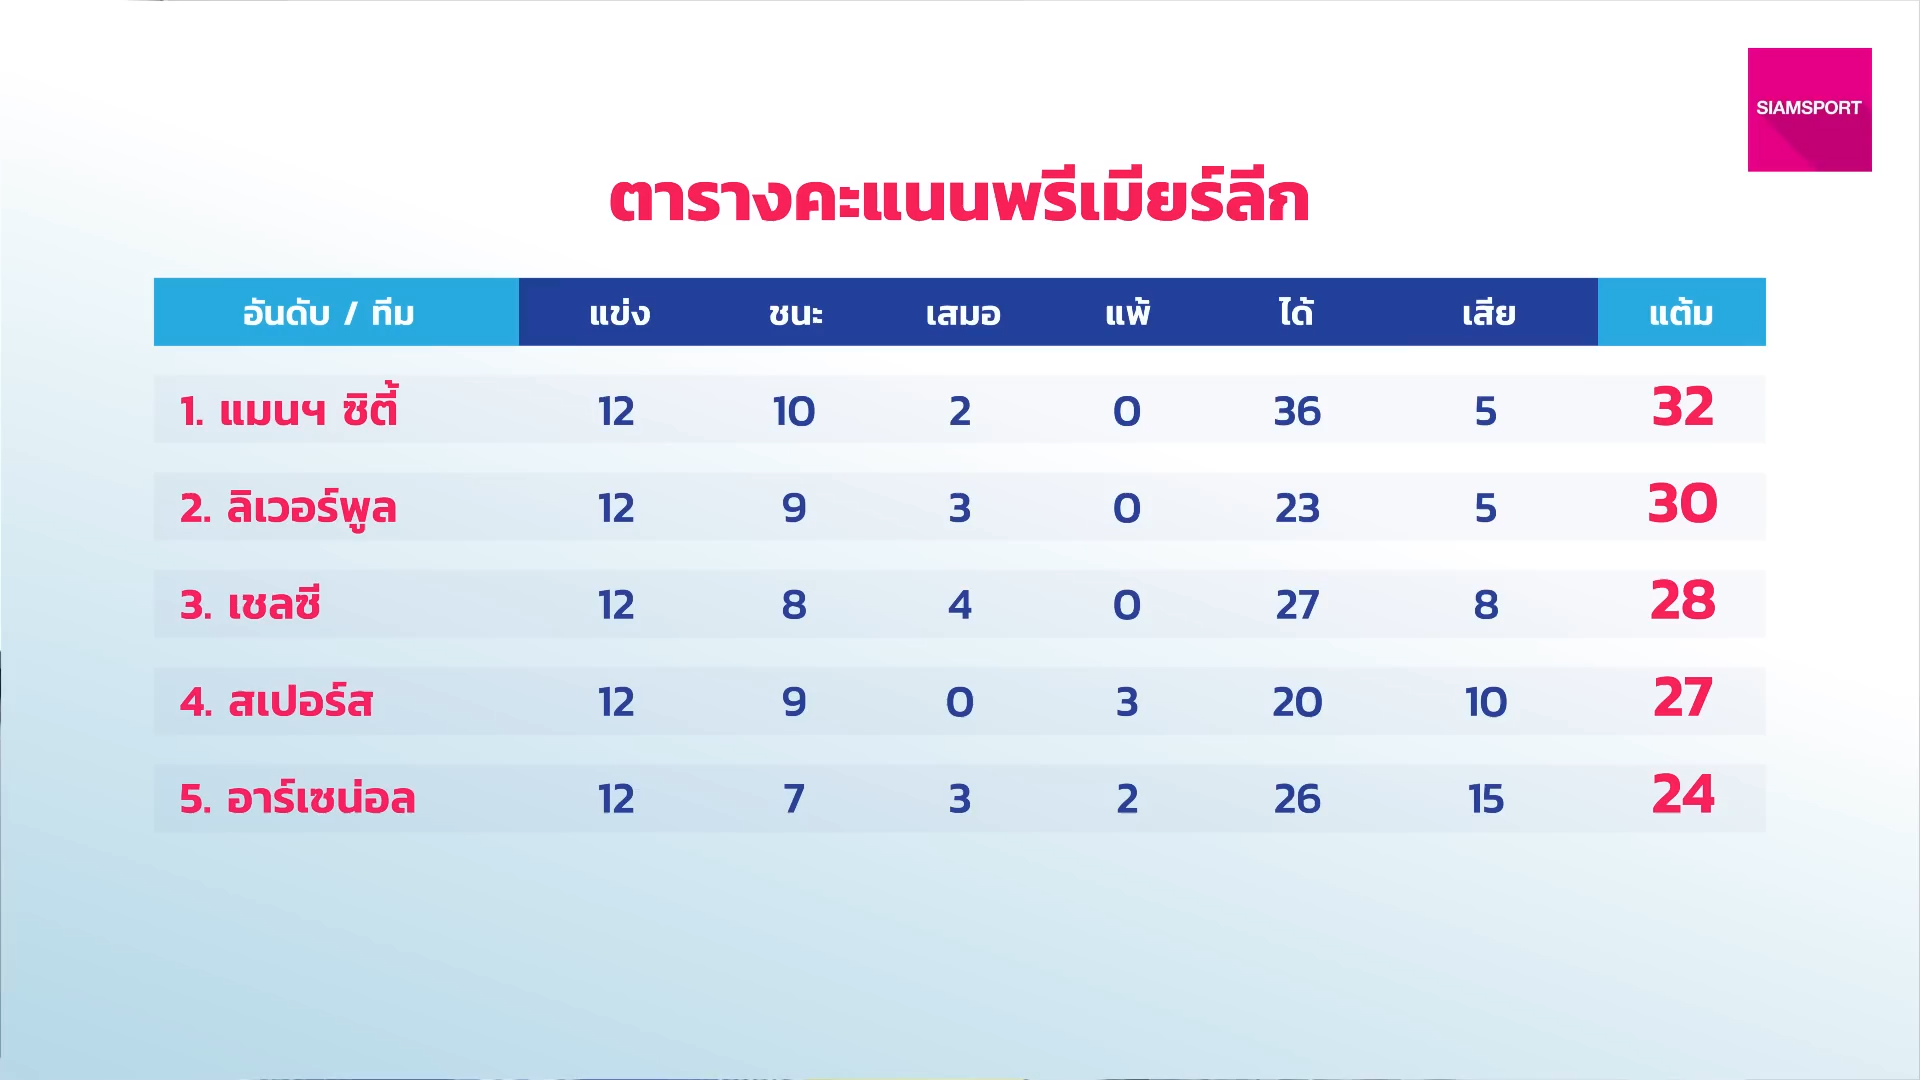 SIAMSPORT
ตารางคะแนนพรีเมียร์ลีก
อันดับ / ทีม แข่ง ชนะ เสมอ แพ้ ได้ เสีย แต้ม
1. แมนฯ ซิตี้ 12 10 2 0 36 5 32
2. ลิเวอร์พูล 12 9 3 0 23 5 30
3. เชลซี 12 8 4 0 27 8 28
4. สเปอร์ส 12 9 0 3 20 10 27
5. อาร์เซน่อล 12 7 3 2 26 15 24